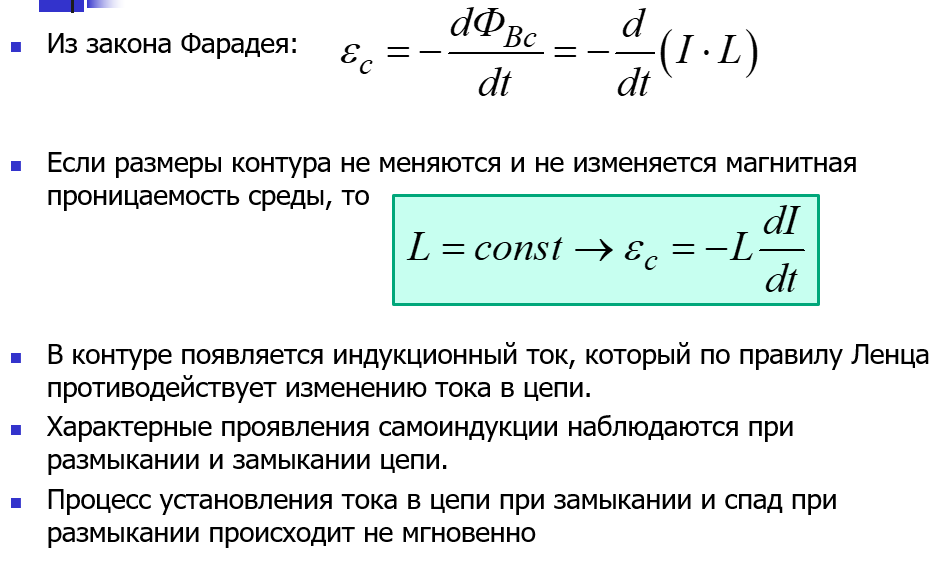 Из закона Фарадея: ε_c = − dΦ_Bc/dt = − d/dt (I · L)
Если размеры контура не меняются и не изменяется магнитная
проницаемость среды, то
L = const → ε_c = −L dI/dt
В контуре появляется индукционный ток, который по правилу Ленца
противодействует изменению тока в цепи.
Характерные проявления самоиндукции наблюдаются при
размыкании и замыкании цепи.
Процесс установления тока в цепи при замыкании и спад при
размыкании происходит не мгновенно